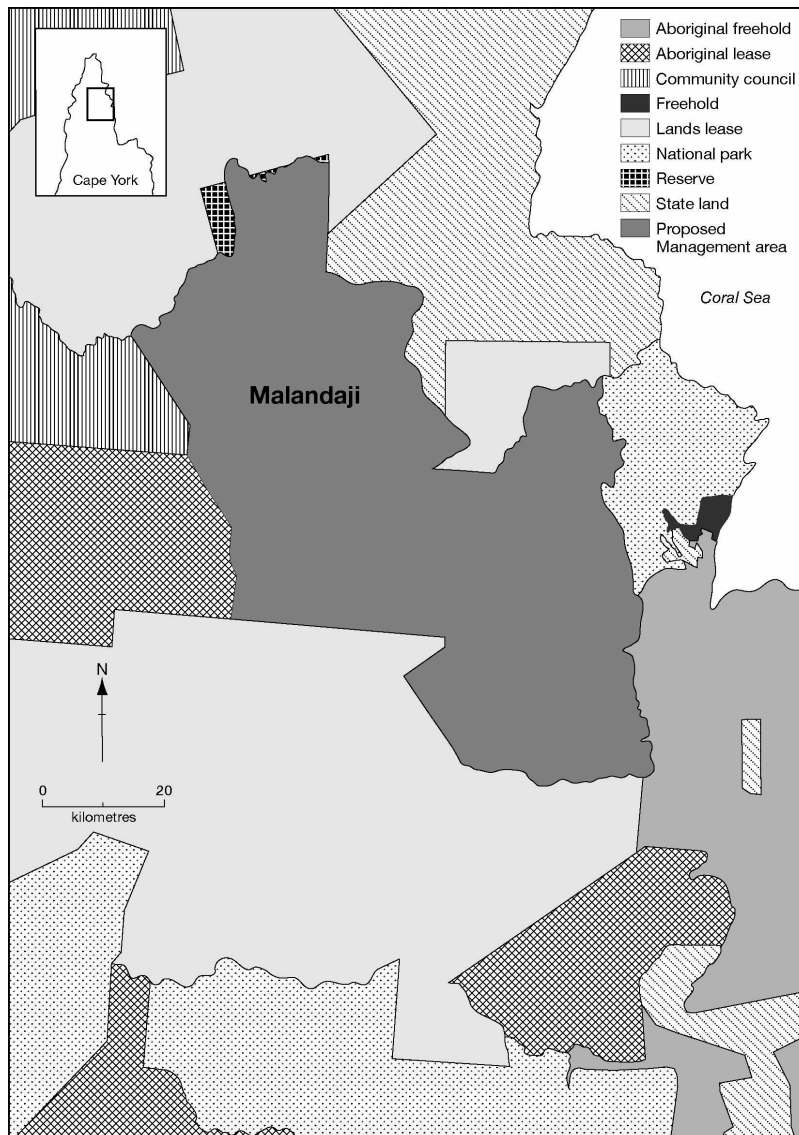 Cape York
Aboriginal freehold
Aboriginal lease
Community council
Freehold
Lands lease
National park
Reserve
State land
Proposed
Management area
Coral Sea
Malandaji
N
0 20
kilometres